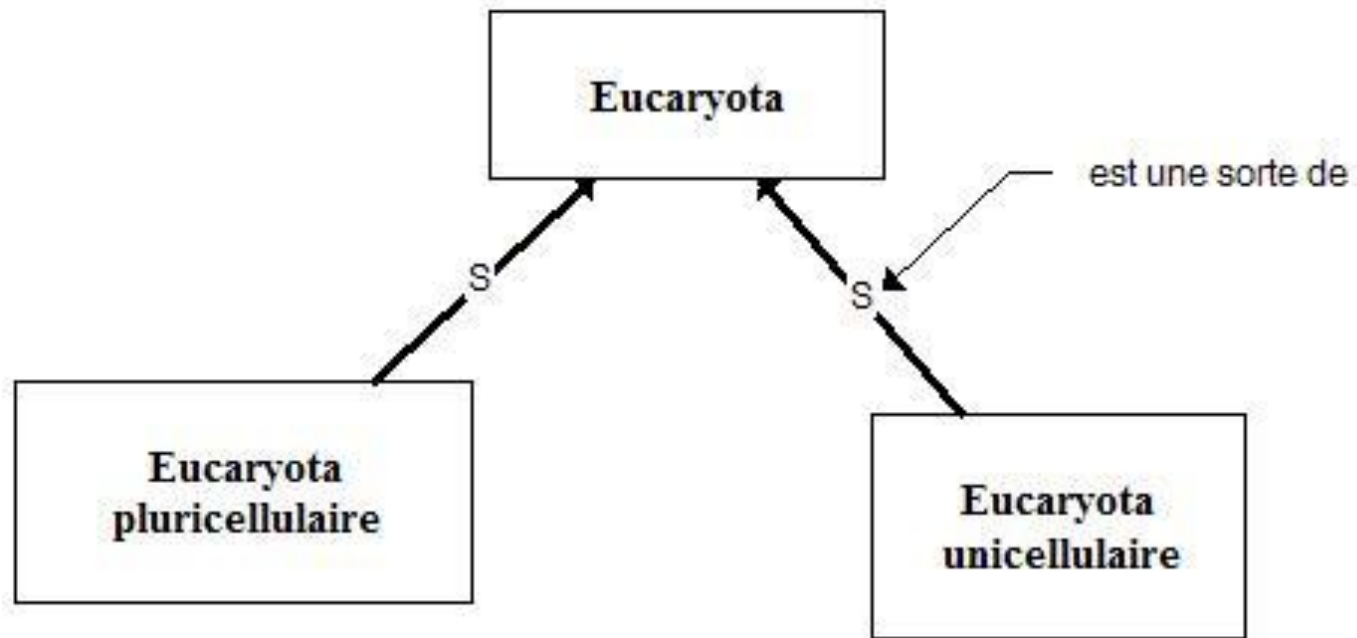 Eucaryota
est une sorte de
S
S
Eucaryota
pluricellulaire
Eucaryota
unicellulaire